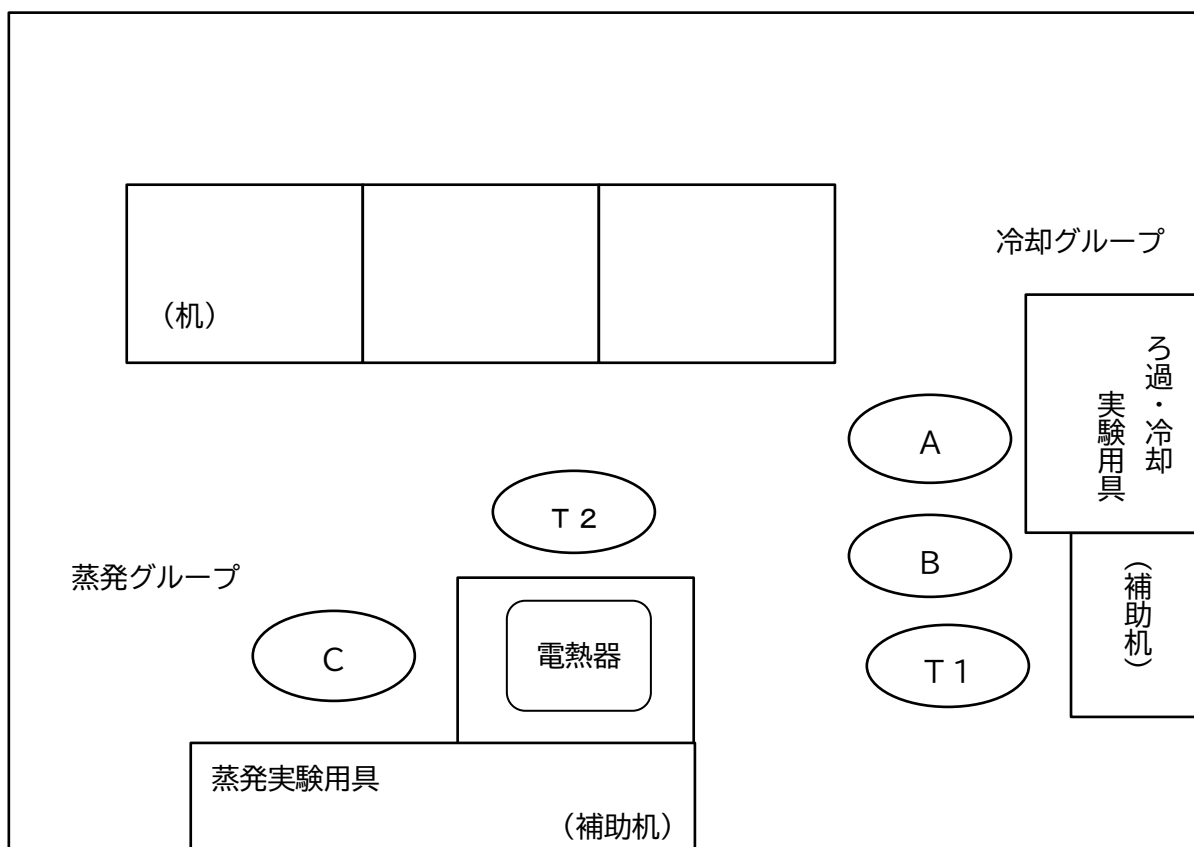 冷却グループ
(机)
ろ過・冷却
実験用具
A
T2
B
(補助机)
蒸発グループ
電熱器
C
T1
蒸発実験用具
(補助机)